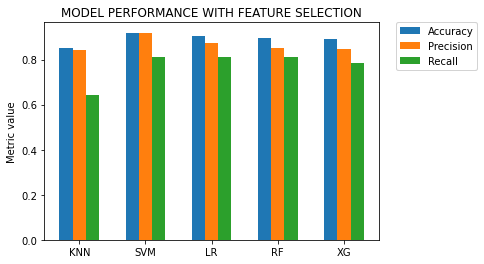 MODEL PERFORMANCE WITH FEATURE SELECTION
Accuracy
Precision
Recall
Metric value
0.8
0.6
0.4
0.2
0.0
KNN SVM LR RF XG